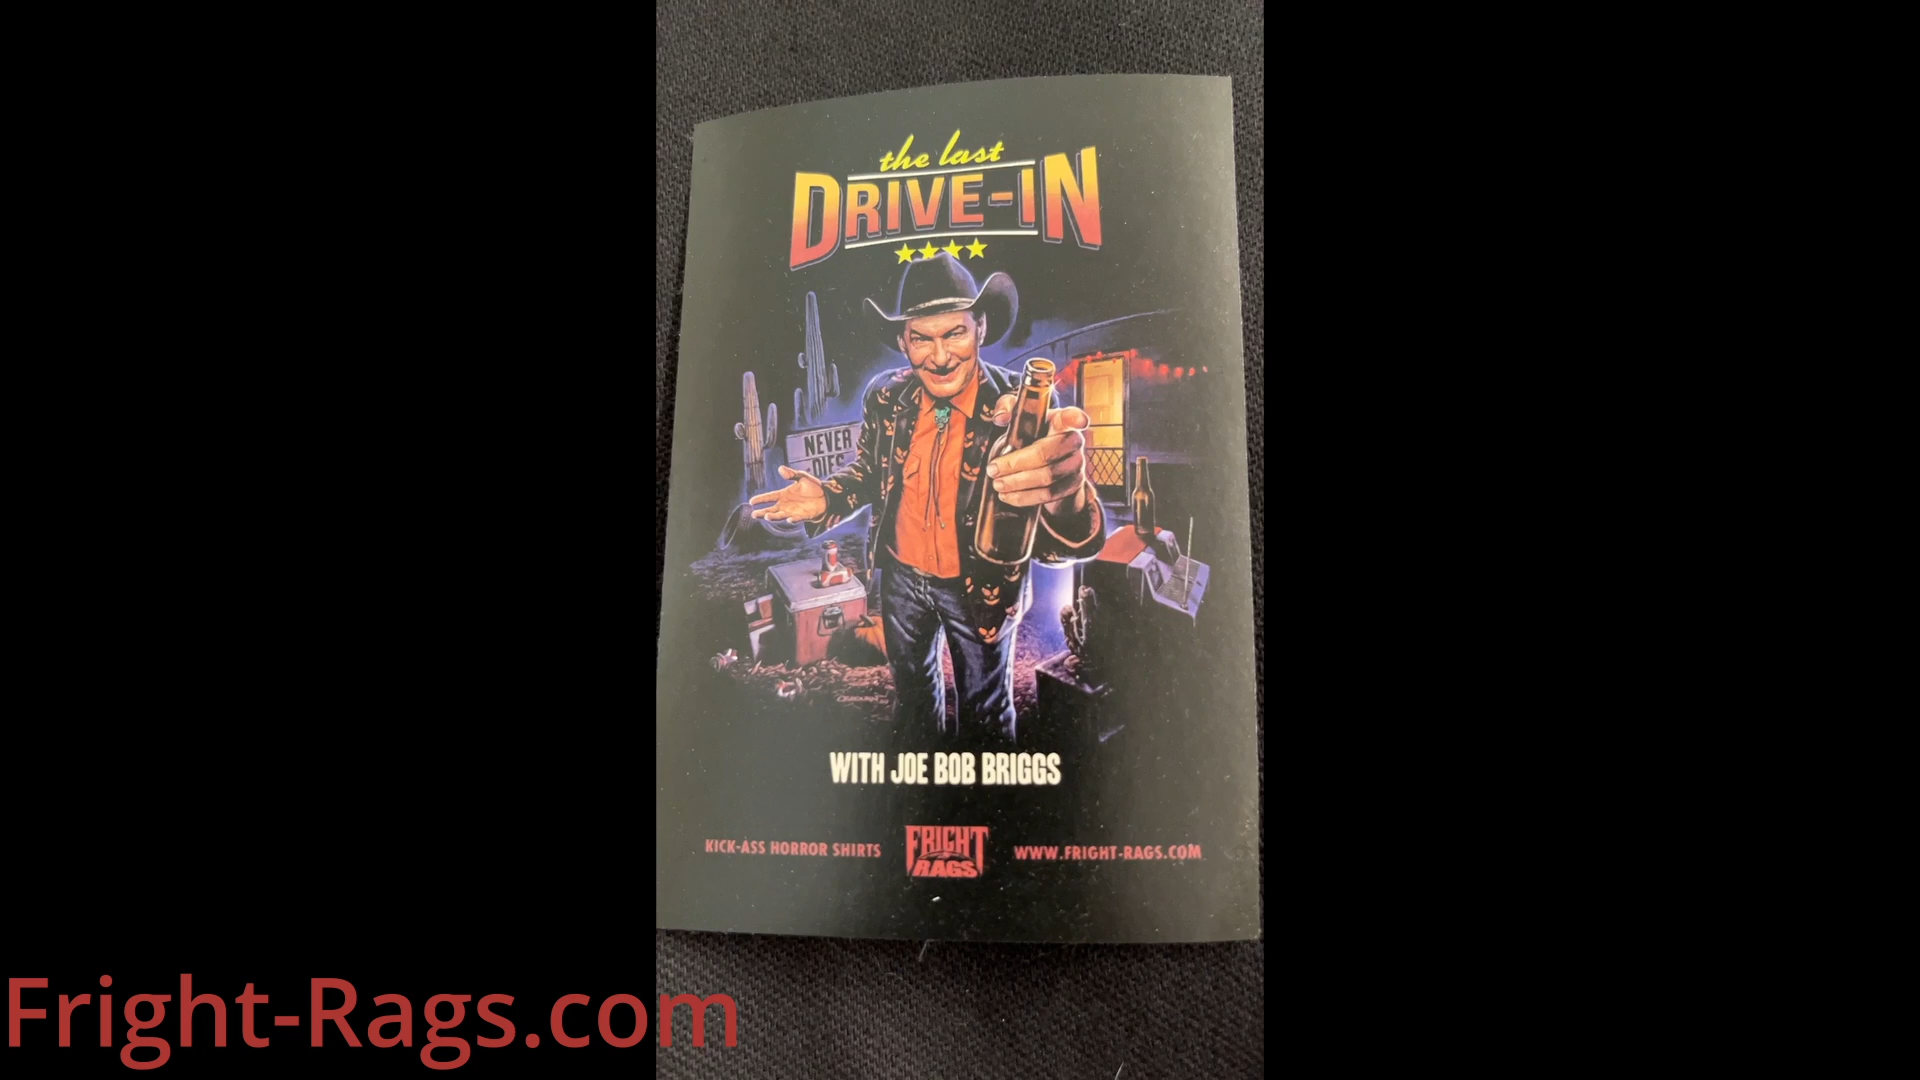 the last
DRIVE-IN
NEVER
DIES
WITH JOE BOB BRIGGS
KICK-ASS HORROR SHIRTS
FRIGHT
RAGS
WWW.FRIGHT-RAGS.COM
Fright-Rags.com